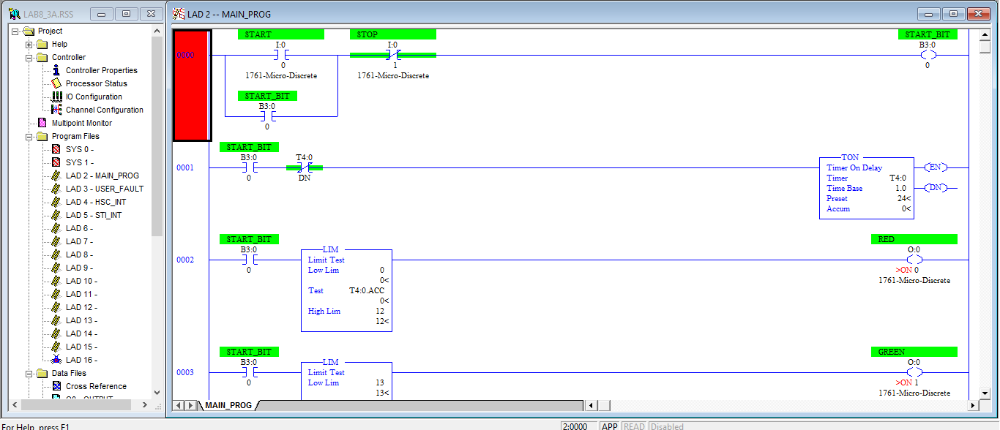 LAB8_3A.RSS
Project
Help
Controller
Controller Properties
Processor Status
IO Configuration
Channel Configuration
Multipoint Monitor
Program Files
SYS 0 -
SYS 1 -
LAD 2 - MAIN_PROG
LAD 3 - USER_FAULT
LAD 4 - HSC_INT
LAD 5 - STI_INT
LAD 6 -
LAD 7 -
LAD 8 -
LAD 9 -
LAD 10 -
LAD 11 -
LAD 12 -
LAD 13 -
LAD 14 -
LAD 15 -
LAD 16 -
Data Files
Cross Reference
LAD 2 -- MAIN_PROG
START STOP START_BIT
I:0 I:0 B3:0
0000
0 1 0
1761-Micro-Discrete 1761-Micro-Discrete
START_BIT
B3:0
0
START_BIT
B3:0 T4:0 TON
0001 Timer On Delay EN
0 DN Timer T4:0
Time Base 1.0 DN
Preset 24<
Accum 0<
START_BIT RED
B3:0 LIM O:0
0002 Limit Test
0 Low Lim 0 >ON 0
0< 1761-Micro-Discrete
Test T4:0.ACC
0<
High Lim 12
12<
START_BIT GREEN
B3:0 LIM O:0
0003 Limit Test
0 Low Lim 13 >ON 1
13< 1761-Micro-Discrete
MAIN_PROG
For Help, press F1
2:0000 APP READ Disabled